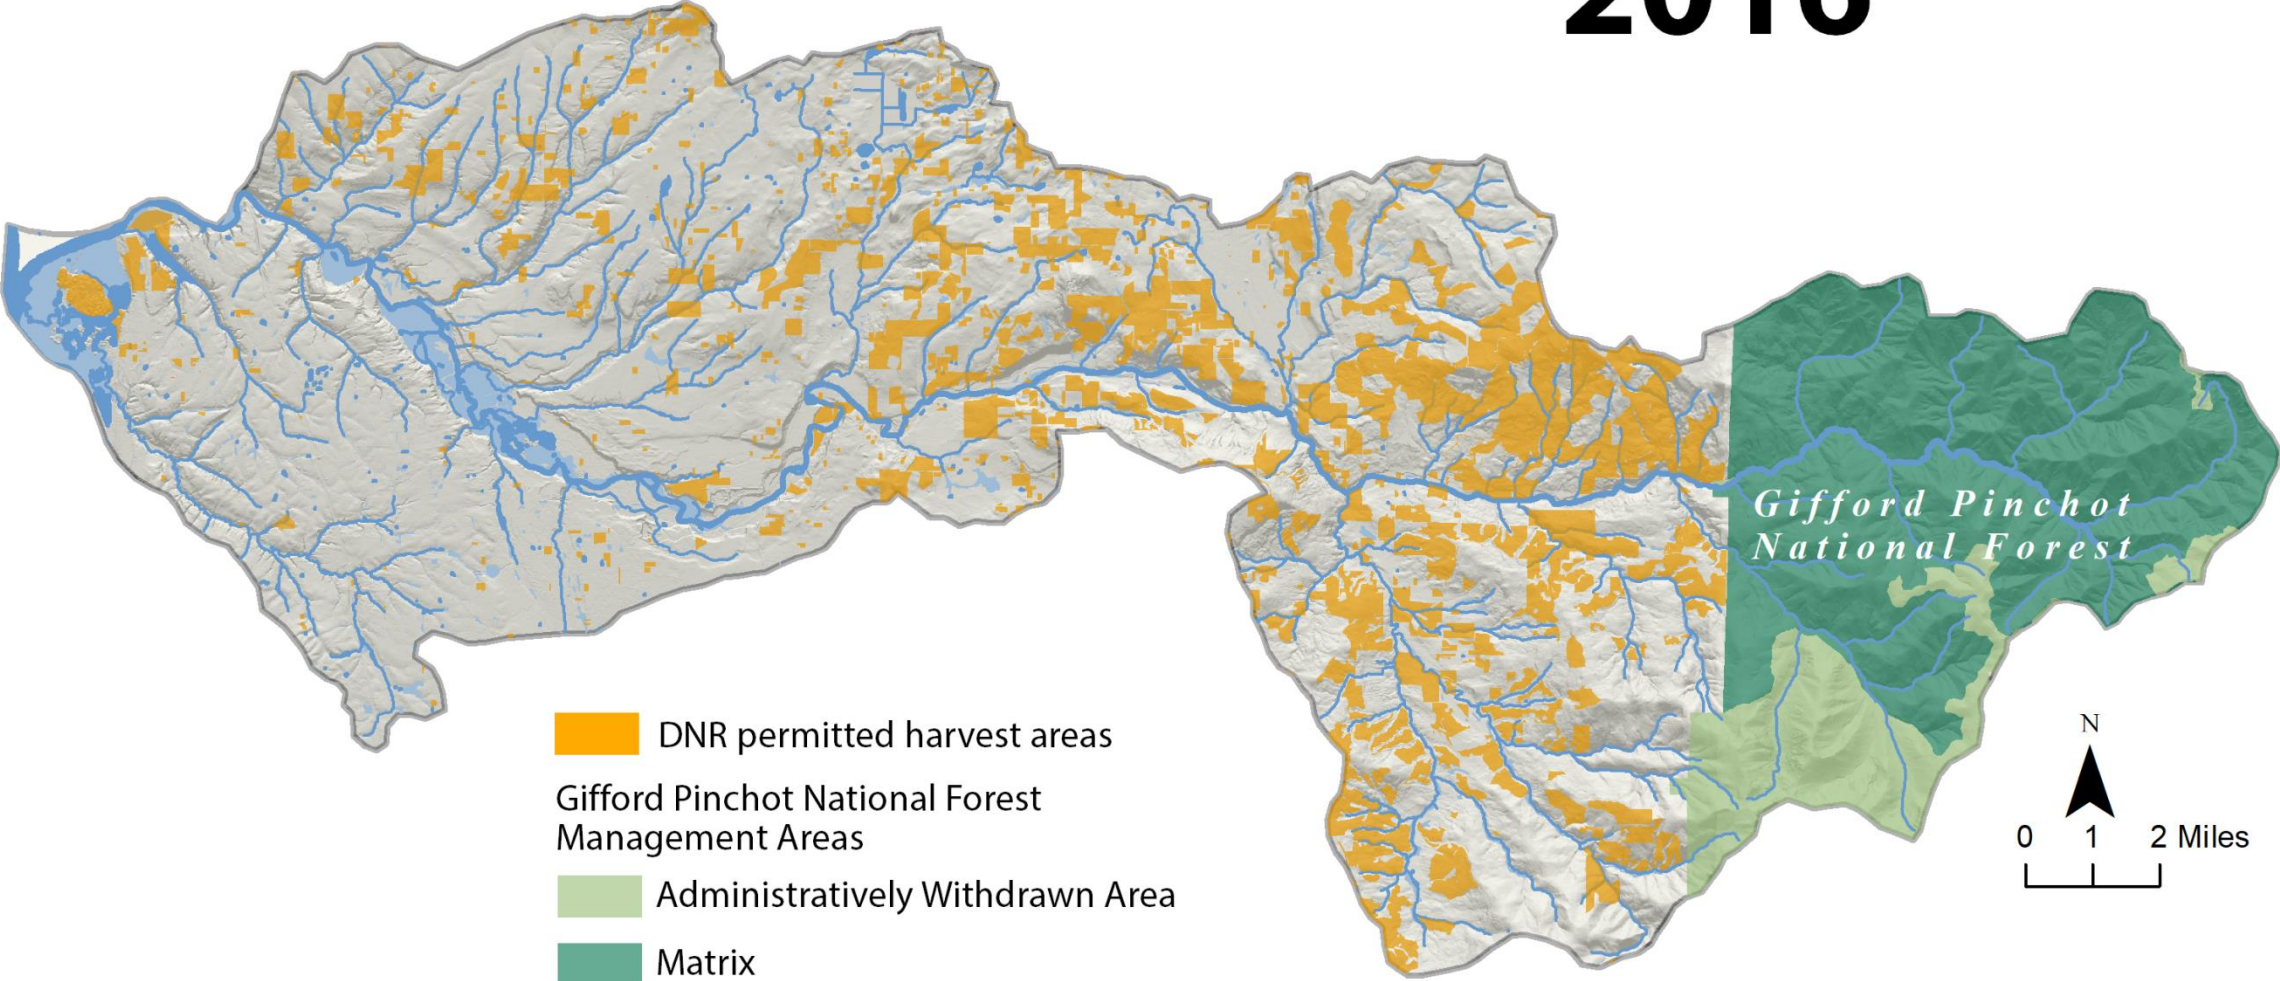 2016
Gifford Pinchot
National Forest
DNR permitted harvest areas
Gifford Pinchot National Forest
Management Areas
Administratively Withdrawn Area
Matrix
N
0 1 2 Miles